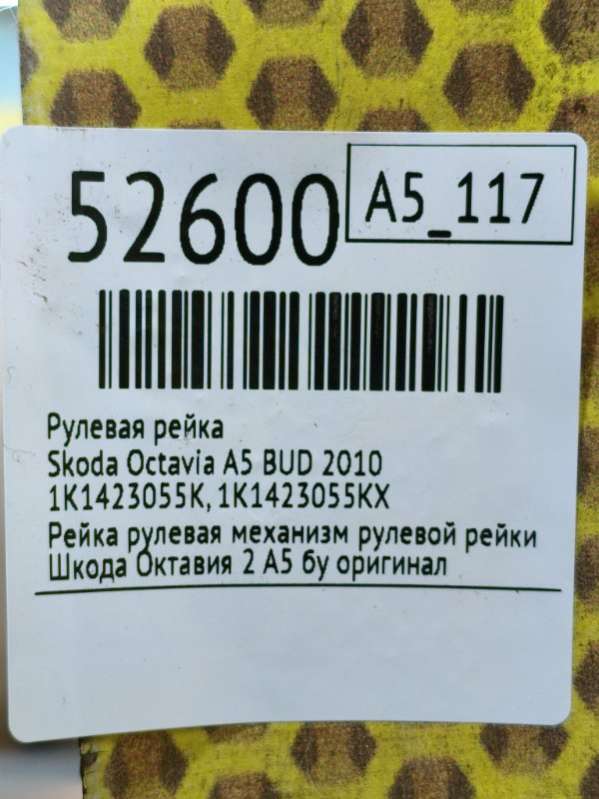 52600
A5_117
Рулевая рейка
Skoda Octavia A5 BUD 2010
1K1423055K, 1K1423055KX
Рейка рулевая механизм рулевой рейки
Шкода Октавия 2 А5 бу оригинал